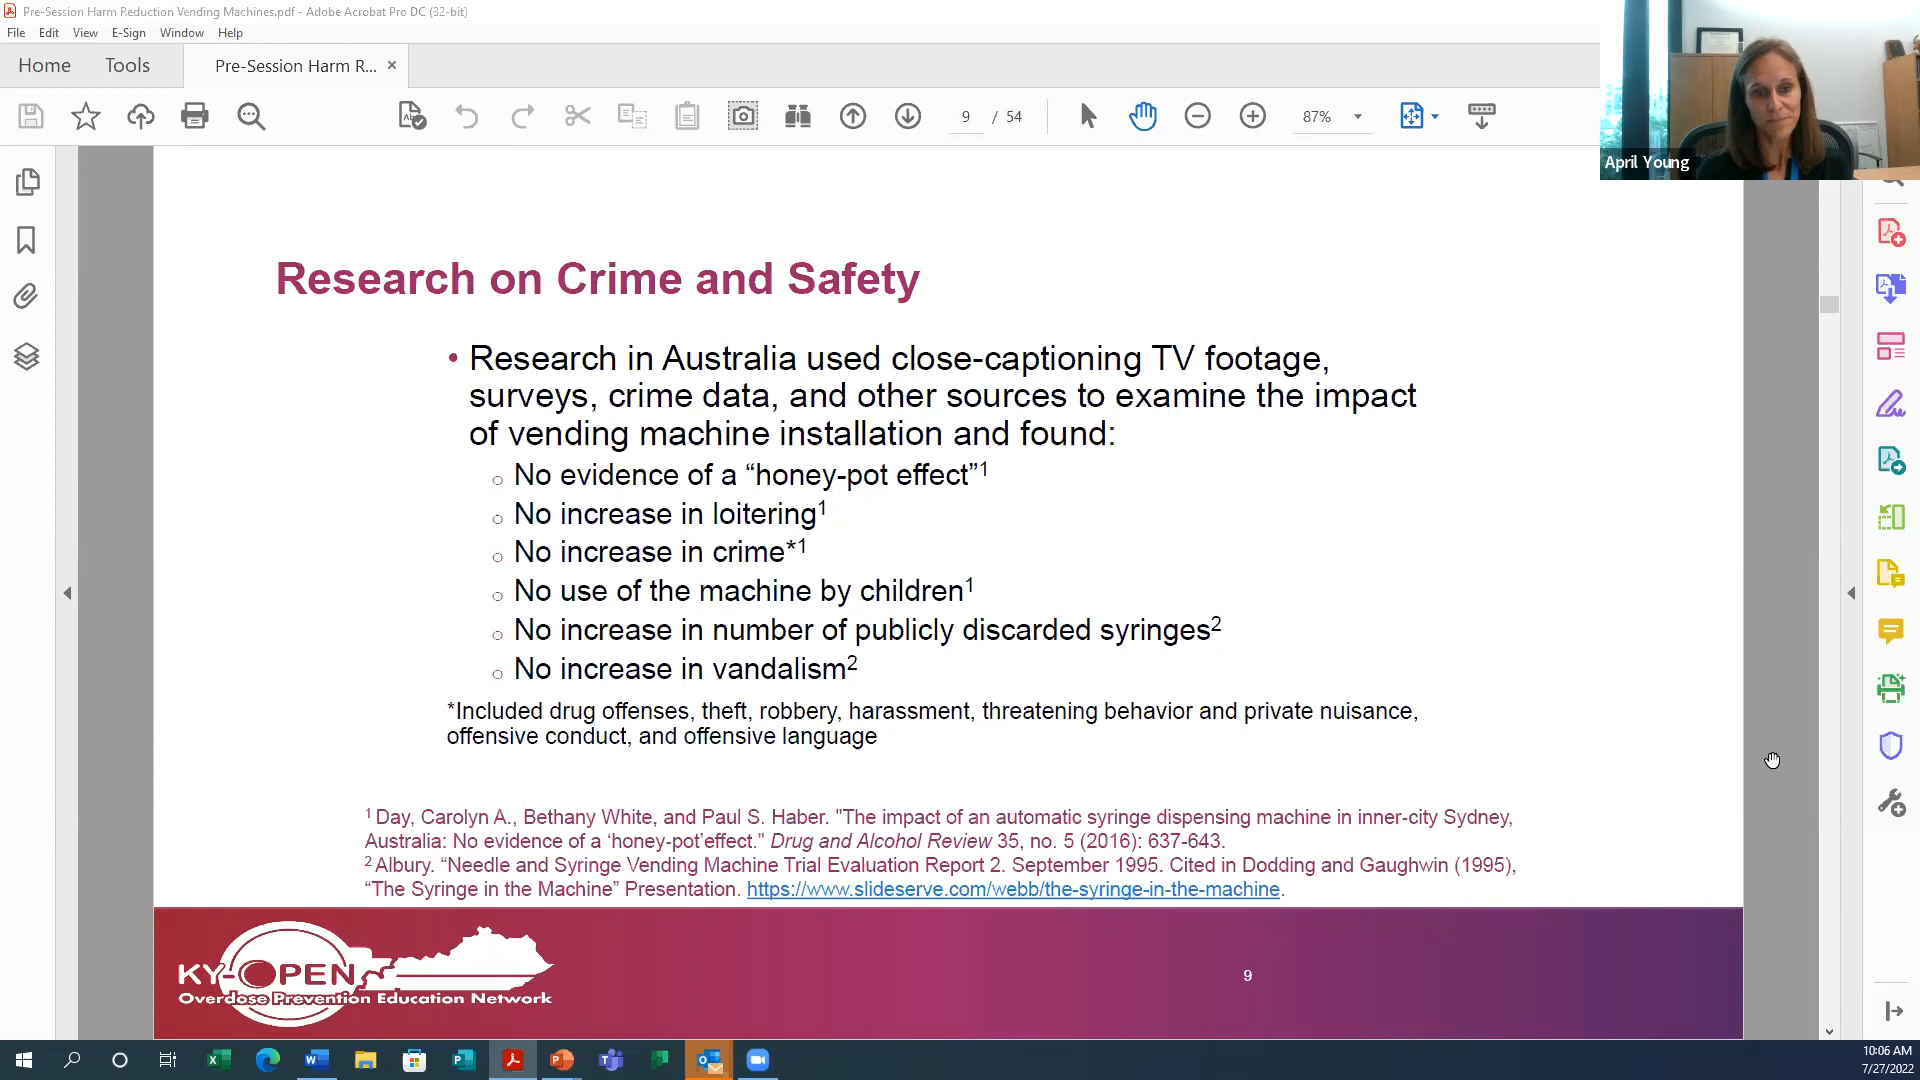 Pre-Session Harm Reduction Vending Machines.pdf - Adobe Acrobat Pro DC (32-bit)
File Edit View E-Sign Window Help
Home Tools Pre-Session Harm R... ×
9 / 54 87%
April Young
Research on Crime and Safety
• Research in Australia used close-captioning TV footage,
surveys, crime data, and other sources to examine the impact
of vending machine installation and found:
o No evidence of a “honey-pot effect”1
o No increase in loitering1
o No increase in crime*1
o No use of the machine by children1
o No increase in number of publicly discarded syringes2
o No increase in vandalism2
*Included drug offenses, theft, robbery, harassment, threatening behavior and private nuisance,
offensive conduct, and offensive language
1 Day, Carolyn A., Bethany White, and Paul S. Haber. "The impact of an automatic syringe dispensing machine in inner-city Sydney,
Australia: No evidence of a ‘honey-pot’effect." Drug and Alcohol Review 35, no. 5 (2016): 637-643.
2 Albury. “Needle and Syringe Vending Machine Trial Evaluation Report 2. September 1995. Cited in Dodding and Gaughwin (1995),
“The Syringe in the Machine” Presentation. https://www.slideserve.com/webb/the-syringe-in-the-machine.
KY-OPEN
Overdose Prevention Education Network
9
10:06 AM
7/27/2022